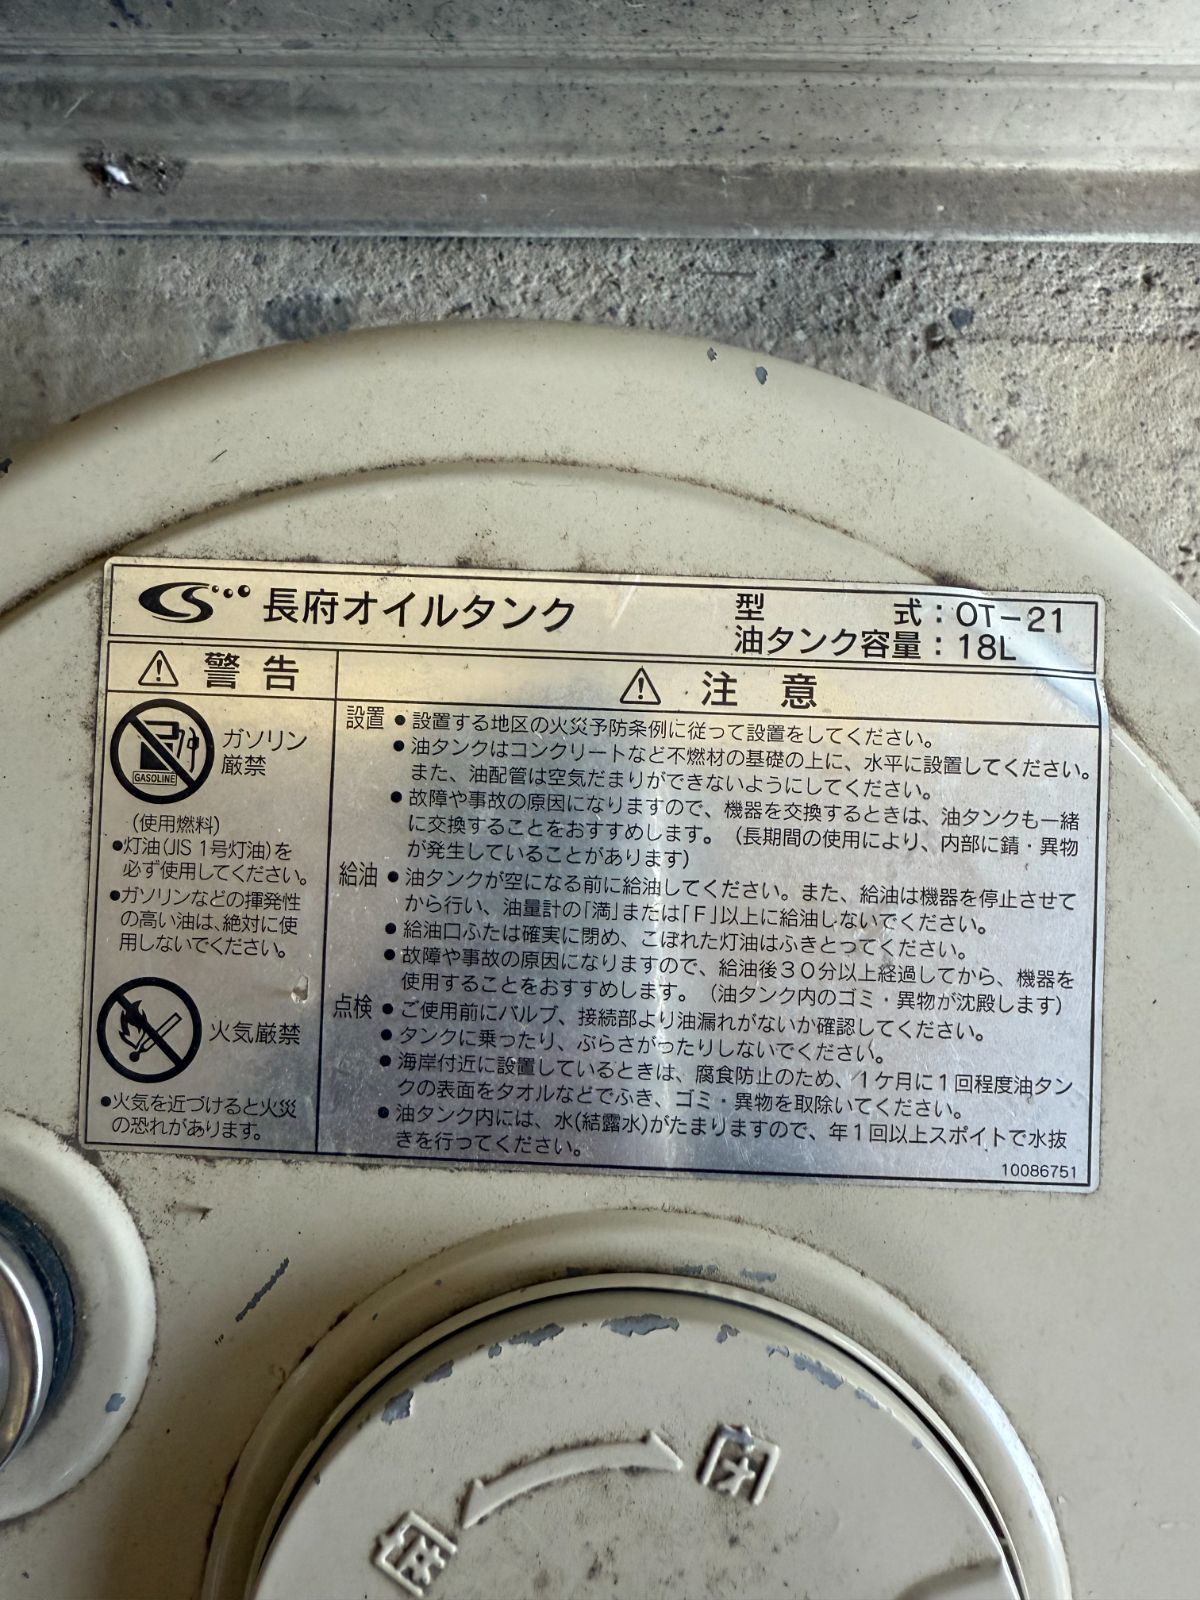 長府オイルタンク
型式：OT-21
油タンク容量：18L
⚠ 警告
GASOLINE
ガソリン
厳禁
(使用燃料)
●灯油(JIS 1号灯油)を
必ず使用してください。
●ガソリンなどの揮発性
の高い油は、絶対に使
用しないでください。
火気厳禁
●火気を近づけると火災
の恐れがあります。
⚠ 注意
設置 ●設置する地区の火災予防条例に従って設置をしてください。
●油タンクはコンクリートなど不燃材の基礎の上に、水平に設置してください。
また、油配管は空気だまりができないようにしてください。
●故障や事故の原因になりますので、機器を交換するときは、油タンクも一緒
に交換することをおすすめします。（長期間の使用により、内部に錆・異物
が発生していることがあります）
給油 ●油タンクが空になる前に給油してください。また、給油は機器を停止させて
から行い、油量計の「満」または「F」以上に給油しないでください。
●給油口ふたは確実に閉め、こぼれた灯油はふきとってください。
●故障や事故の原因になりますので、給油後30分以上経過してから、機器を
使用することをおすすめします。（油タンク内のゴミ・異物が沈殿します）
点検 ●ご使用前にバルブ、接続部より油漏れがないか確認してください。
●タンクに乗ったり、ぶらさがったりしないでください。
●海岸付近に設置しているときは、腐食防止のため、1ケ月に1回程度油タン
クの表面をタオルなどでふき、ゴミ・異物を取除いてください。
●油タンク内には、水(結露水)がたまりますので、年1回以上スポイトで水抜
きを行ってください。
10086751
閉